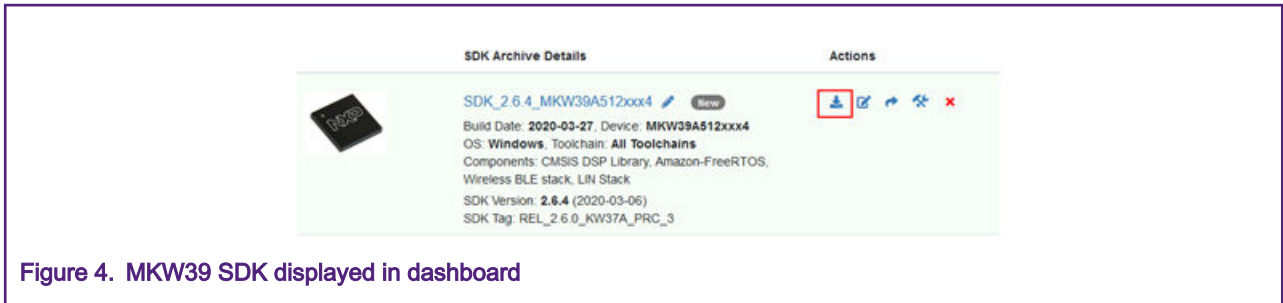 SDK Archive Details Actions
NXP
SDK_2.6.4_MKW39A512xxx4 New
Build Date: 2020-03-27, Device: MKW39A512xxx4
OS: Windows, Toolchain: All Toolchains
Components: CMSIS DSP Library, Amazon-FreeRTOS,
Wireless BLE stack, LIN Stack
SDK Version: 2.6.4 (2020-03-06)
SDK Tag: REL_2.6.0_KW37A_PRC_3
Figure 4. MKW39 SDK displayed in dashboard